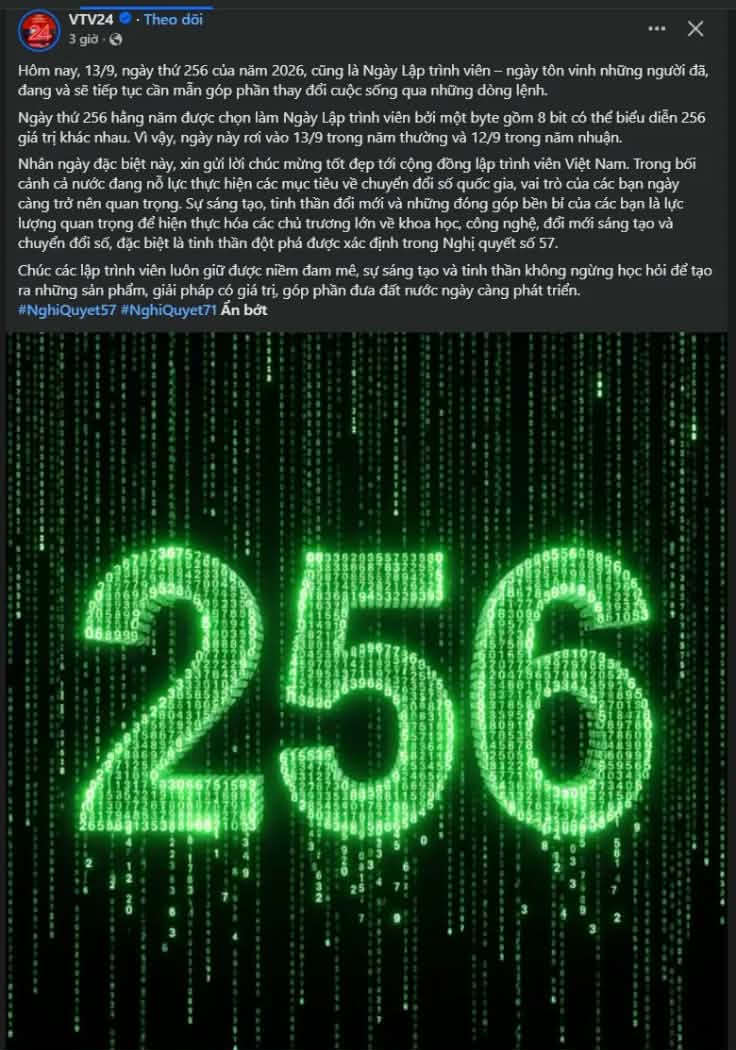 VTV24 · Theo dõi
3 giờ ·
Hôm nay, 13/9, ngày thứ 256 của năm 2026, cũng là Ngày Lập trình viên – ngày tôn vinh những người đã,
đang và sẽ tiếp tục cần mẫn góp phần thay đổi cuộc sống qua những dòng lệnh.
Ngày thứ 256 hằng năm được chọn làm Ngày Lập trình viên bởi một byte gồm 8 bit có thể biểu diễn 256
giá trị khác nhau. Vì vậy, ngày này rơi vào 13/9 trong năm thường và 12/9 trong năm nhuận.
Nhân ngày đặc biệt này, xin gửi lời chúc mừng tốt đẹp tới cộng đồng lập trình viên Việt Nam. Trong bối
cảnh cả nước đang nỗ lực thực hiện các mục tiêu về chuyển đổi số quốc gia, vai trò của các bạn ngày
càng trở nên quan trọng. Sự sáng tạo, tinh thần đổi mới và những đóng góp bền bỉ của các bạn là lực
lượng quan trọng để hiện thực hóa các chủ trương lớn về khoa học, công nghệ, đổi mới sáng tạo và
chuyển đổi số, đặc biệt là tinh thần đột phá được xác định trong Nghị quyết số 57.
Chúc các lập trình viên luôn giữ được niềm đam mê, sự sáng tạo và tinh thần không ngừng học hỏi để tạo
ra những sản phẩm, giải pháp có giá trị, góp phần đưa đất nước ngày càng phát triển.
#NghiQuyet57 #NghiQuyet71 Ẩn bớt
256